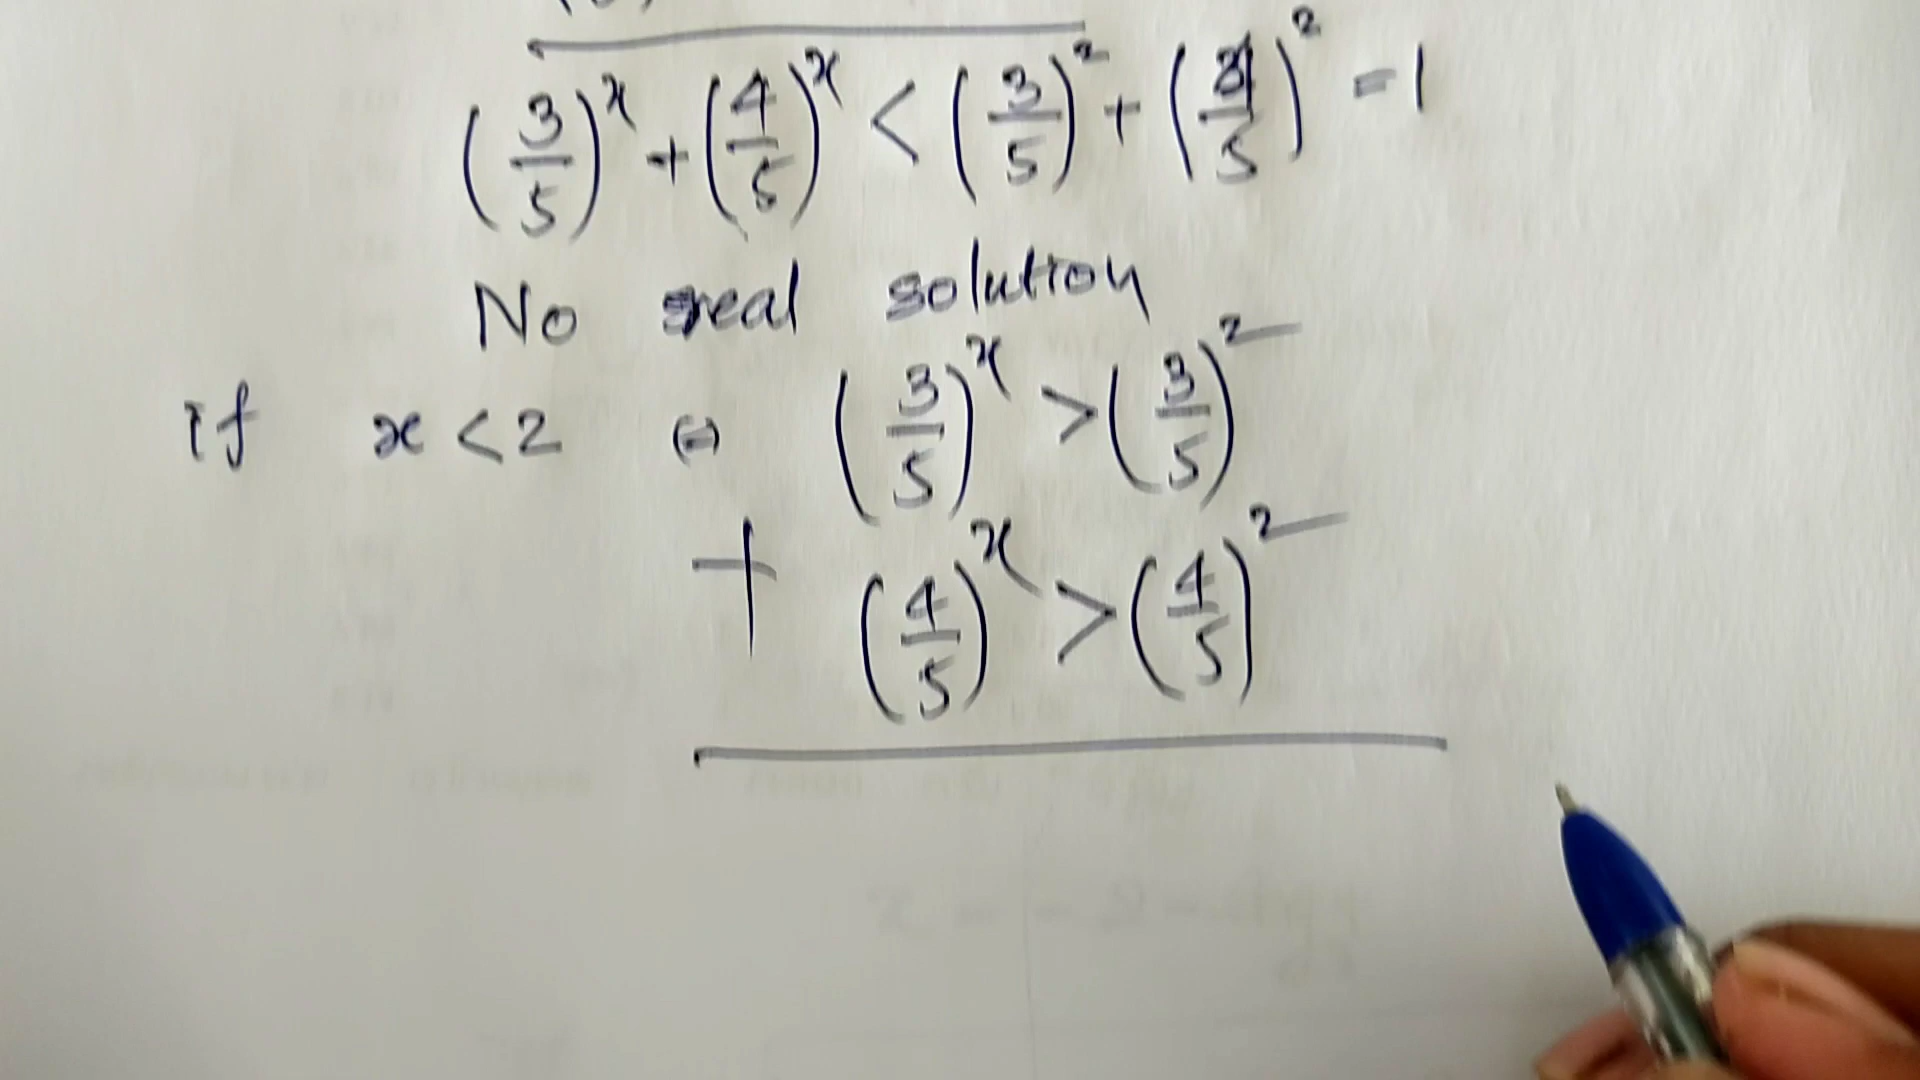 (3/5)^x + (4/5)^x < (3/5)^2 + (4/5)^2 = 1
No real solution
if x < 2 (=) (3/5)^x > (3/5)^2
+ (4/5)^x > (4/5)^2